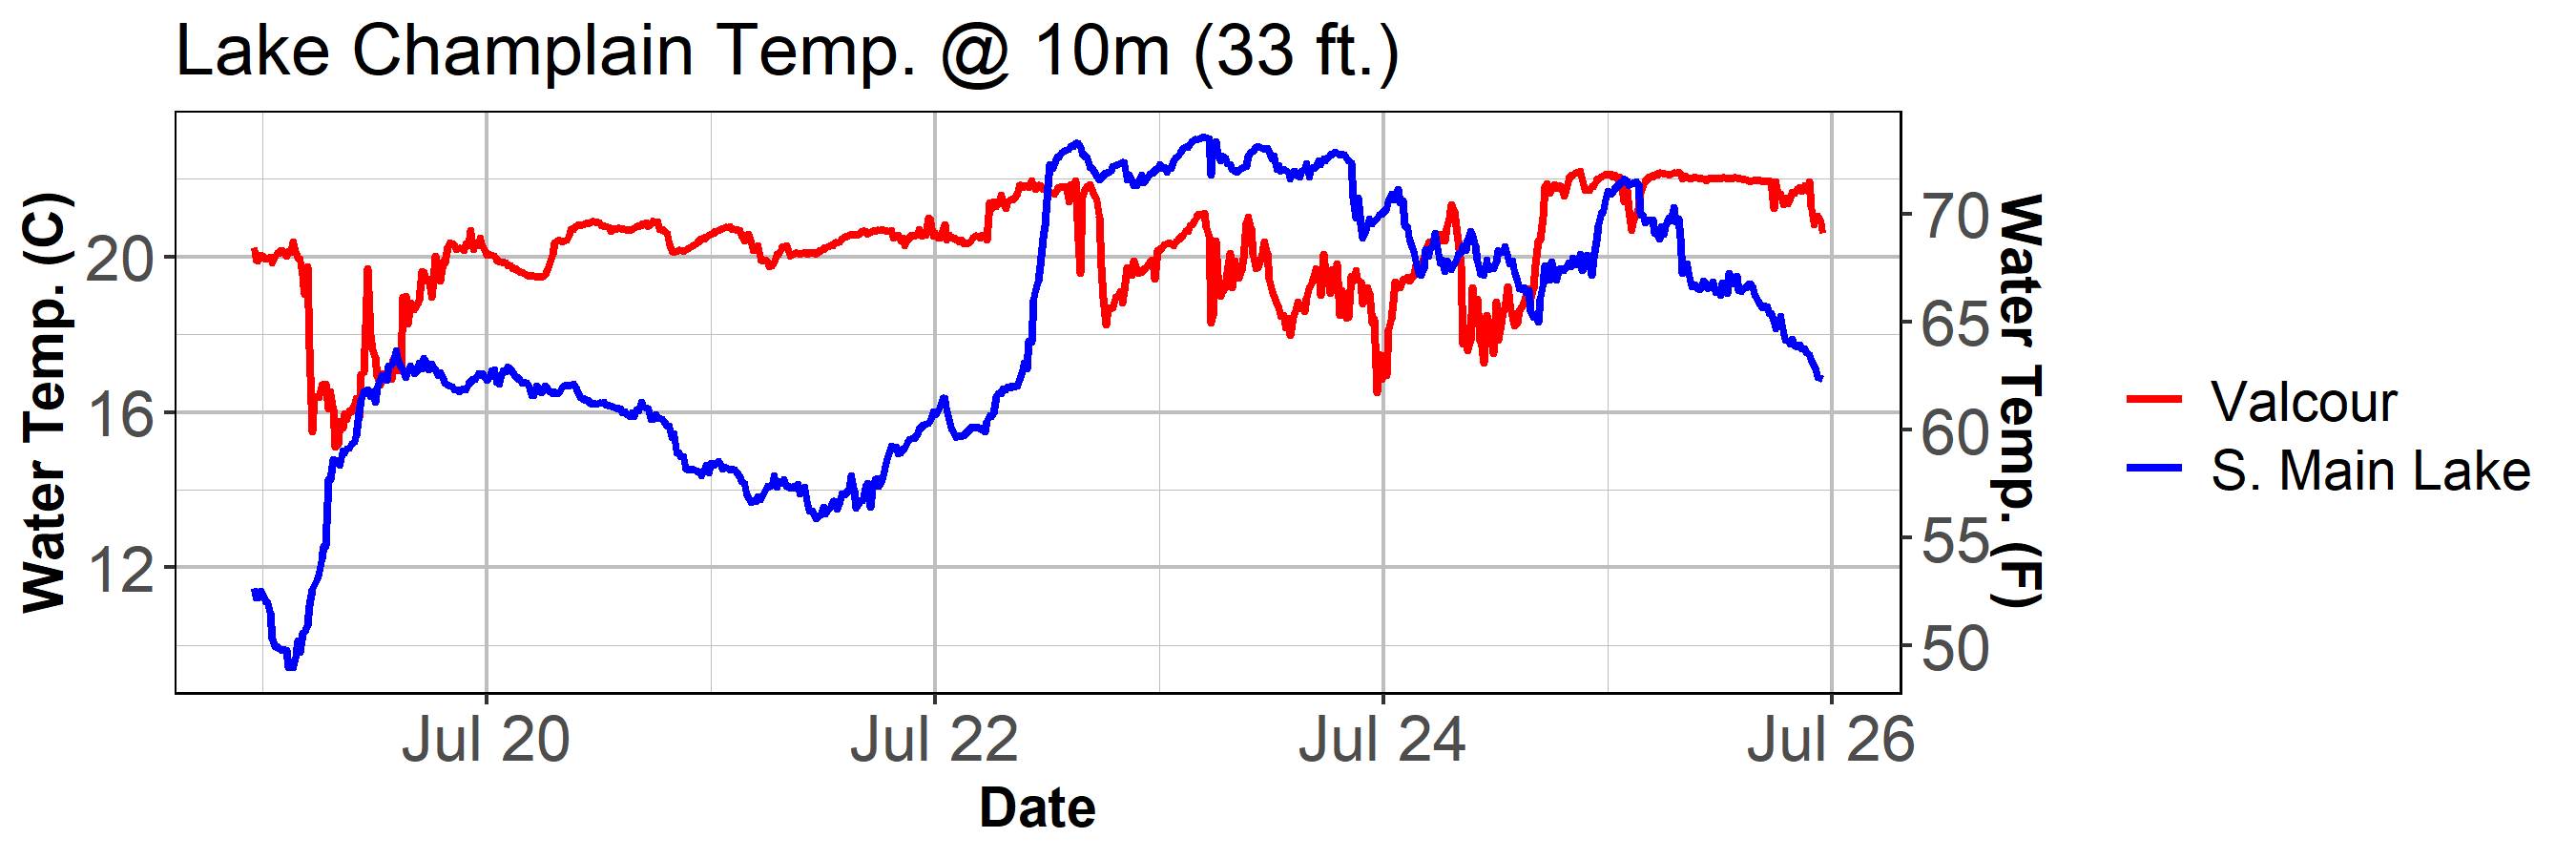 Lake Champlain Temp. @ 10m (33 ft.)
Water Temp. (C)
20
16
12
70
65
60
55
50
Water Temp. (F)
Jul 20
Jul 22
Jul 24
Jul 26
Date
Valcour
S. Main Lake